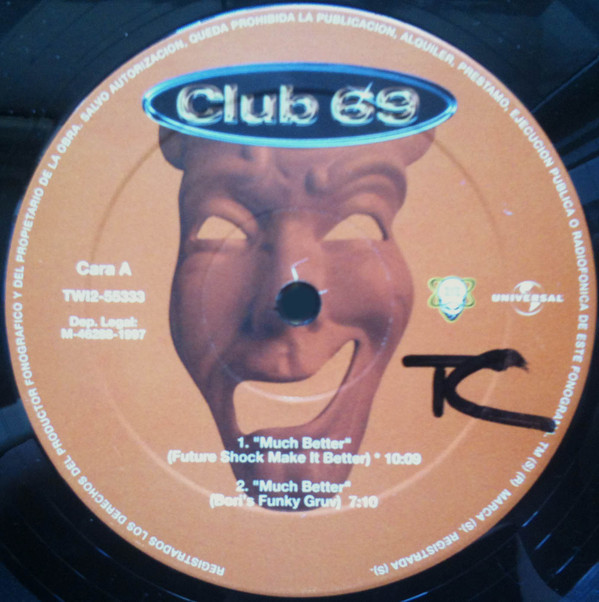 REGISTRADOS LOS DERECHOS DEL PRODUCTOR FONOGRAFICO Y DEL PROPIETARIO DE LA OBRA. SALVO AUTORIZACION, QUEDA PROHIBIDA LA PUBLICACION, ALQUILER, PRESTAMO, EJECUCION PUBLICA O RADIOFONICA DE ESTE FONOGRAMA. TM (S) (R) MARCA (S). REGISTRADA (S).
Club 69
Cara A
TWI2-55333
Dep. Legal:
UNIVERSAL
TC
1. "Much Better"
(Future Shock Make It Better) * 10:09
2. "Much Better"
(Bori's Funky Gruv) 7:10